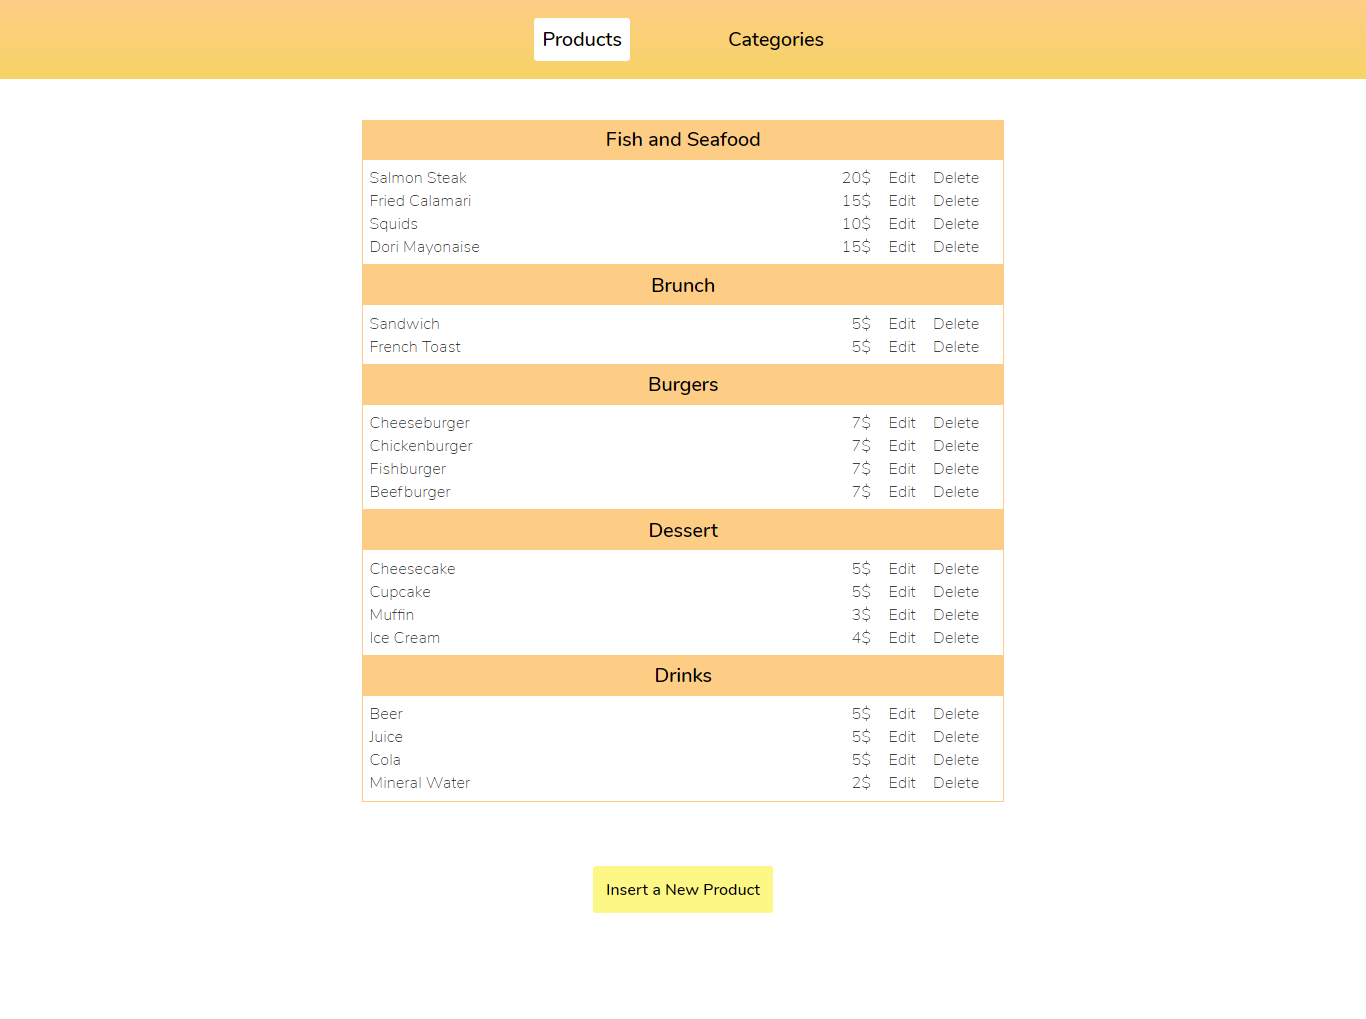 Products Categories
Fish and Seafood
Salmon Steak 20$ Edit Delete
Fried Calamari 15$ Edit Delete
Squids 10$ Edit Delete
Dori Mayonaise 15$ Edit Delete
Brunch
Sandwich 5$ Edit Delete
French Toast 5$ Edit Delete
Burgers
Cheeseburger 7$ Edit Delete
Chickenburger 7$ Edit Delete
Fishburger 7$ Edit Delete
Beefburger 7$ Edit Delete
Dessert
Cheesecake 5$ Edit Delete
Cupcake 5$ Edit Delete
Muffin 3$ Edit Delete
Ice Cream 4$ Edit Delete
Drinks
Beer 5$ Edit Delete
Juice 5$ Edit Delete
Cola 5$ Edit Delete
Mineral Water 2$ Edit Delete
Insert a New Product